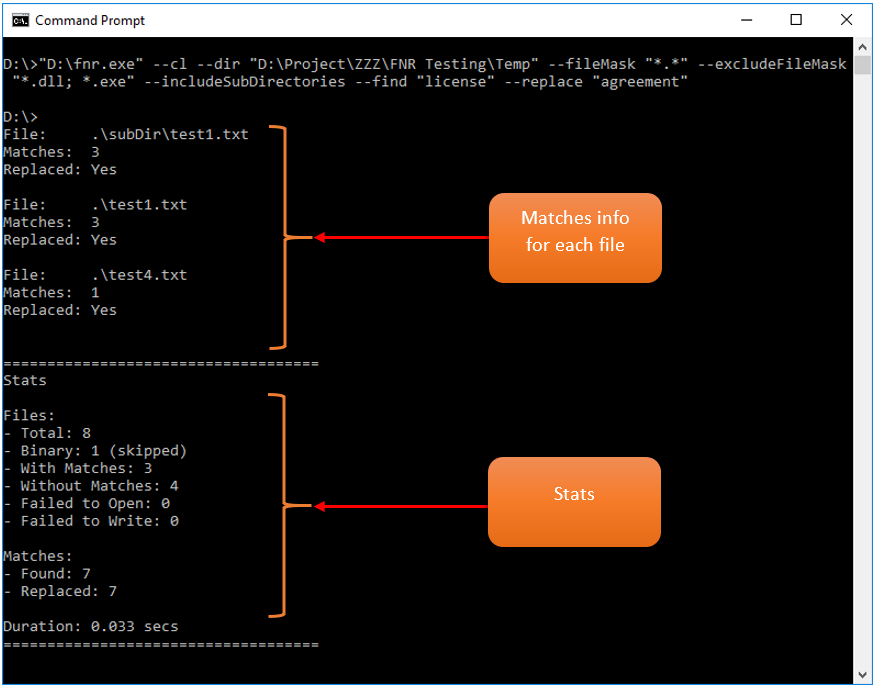 Command Prompt
D:\>"D:\fnr.exe" --cl --dir "D:\Project\ZZZ\FNR Testing\Temp" --fileMask "*.*" --excludeFileMask
"*.dll; *.exe" --includeSubDirectories --find "license" --replace "agreement"
D:\>
File: .\subDir\test1.txt
Matches: 3
Replaced: Yes
File: .\test1.txt
Matches: 3
Replaced: Yes
File: .\test4.txt
Matches: 1
Replaced: Yes
Matches info
for each file
====================================
Stats
Files:
- Total: 8
- Binary: 1 (skipped)
- With Matches: 3
- Without Matches: 4
- Failed to Open: 0
- Failed to Write: 0
Matches:
- Found: 7
- Replaced: 7
Duration: 0.033 secs
====================================
Stats